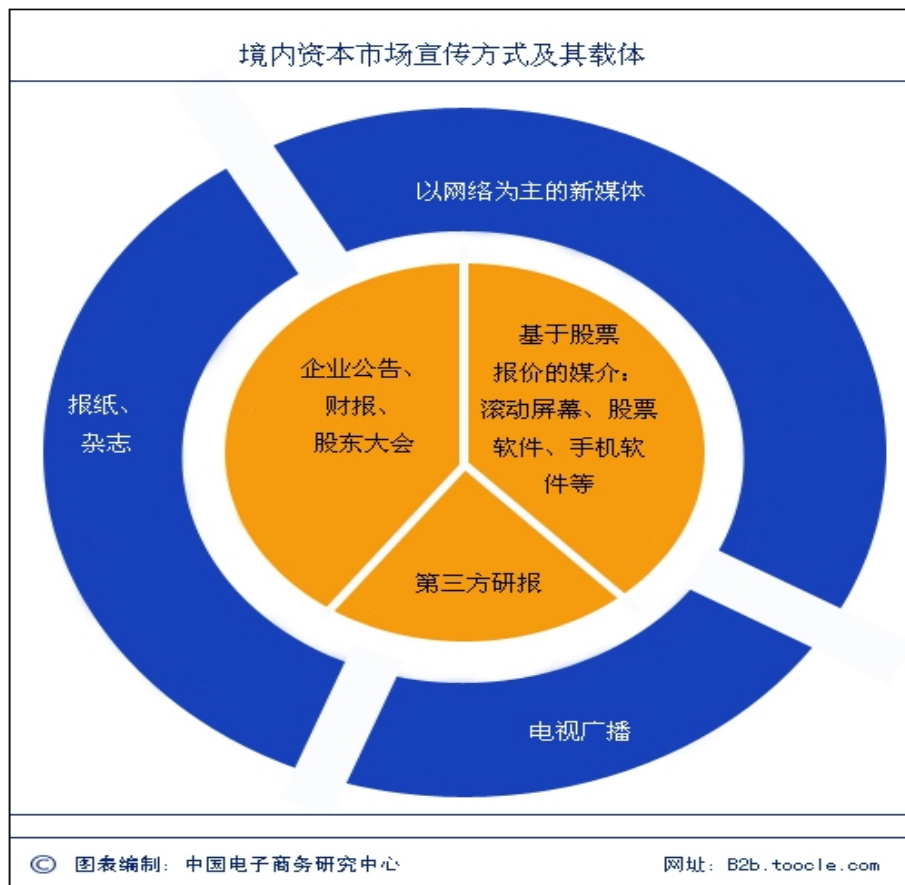 境内资本市场宣传方式及其载体
以网络为主的新媒体
报纸、
杂志
企业公告、
财报、
股东大会
基于股票
报价的媒介：
滚动屏幕、股票
软件、手机软
件等
第三方研报
电视广播
© 图表编制：中国电子商务研究中心
网址：B2b.toocle.com